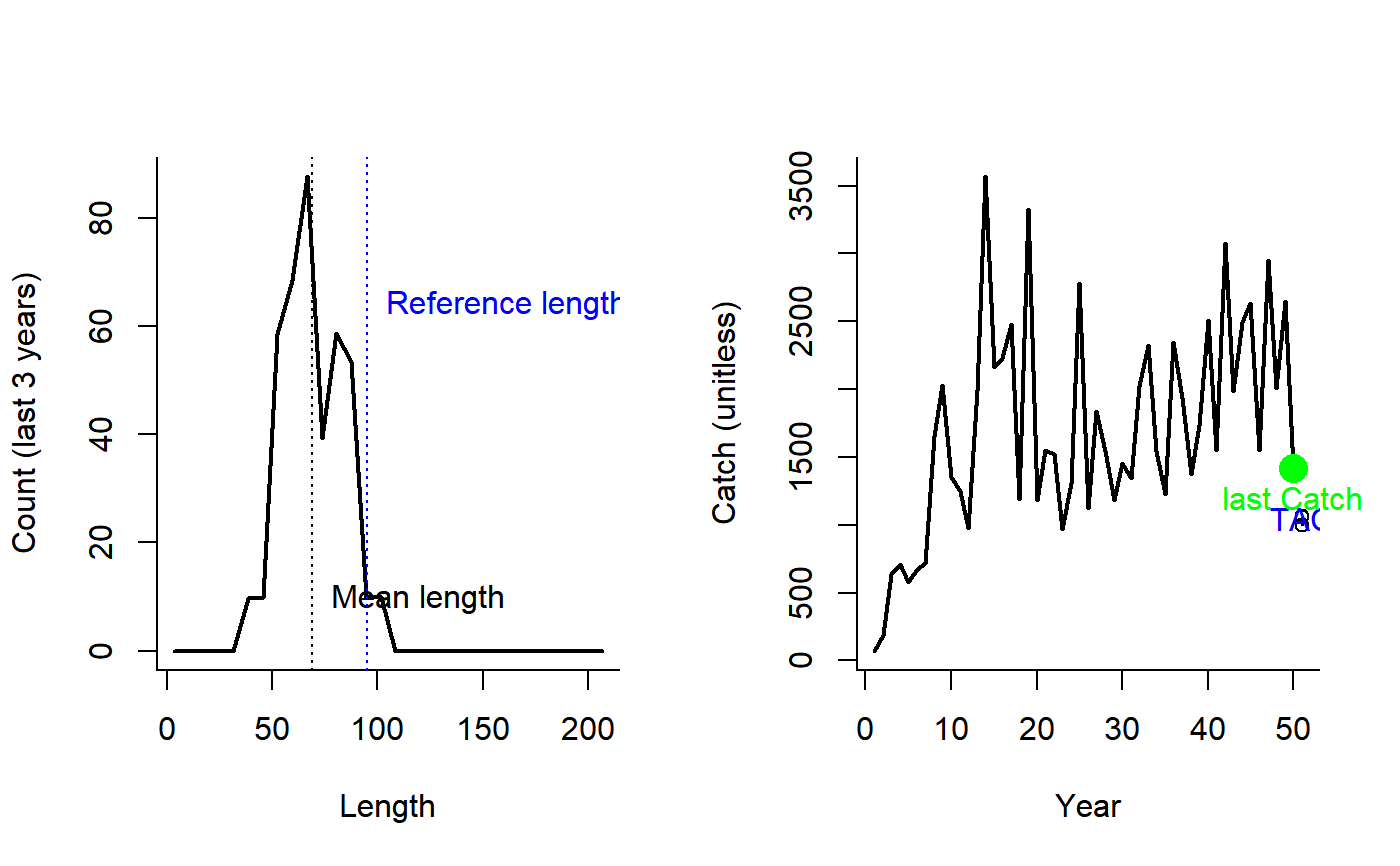 Count (last 3 years)
80
60
40
20
0
Reference length
Mean length
0 50 100 150 200
Length
Catch (unitless)
3500
2500
1500
500
0
last Catch
TAC
0 10 20 30 40 50
Year